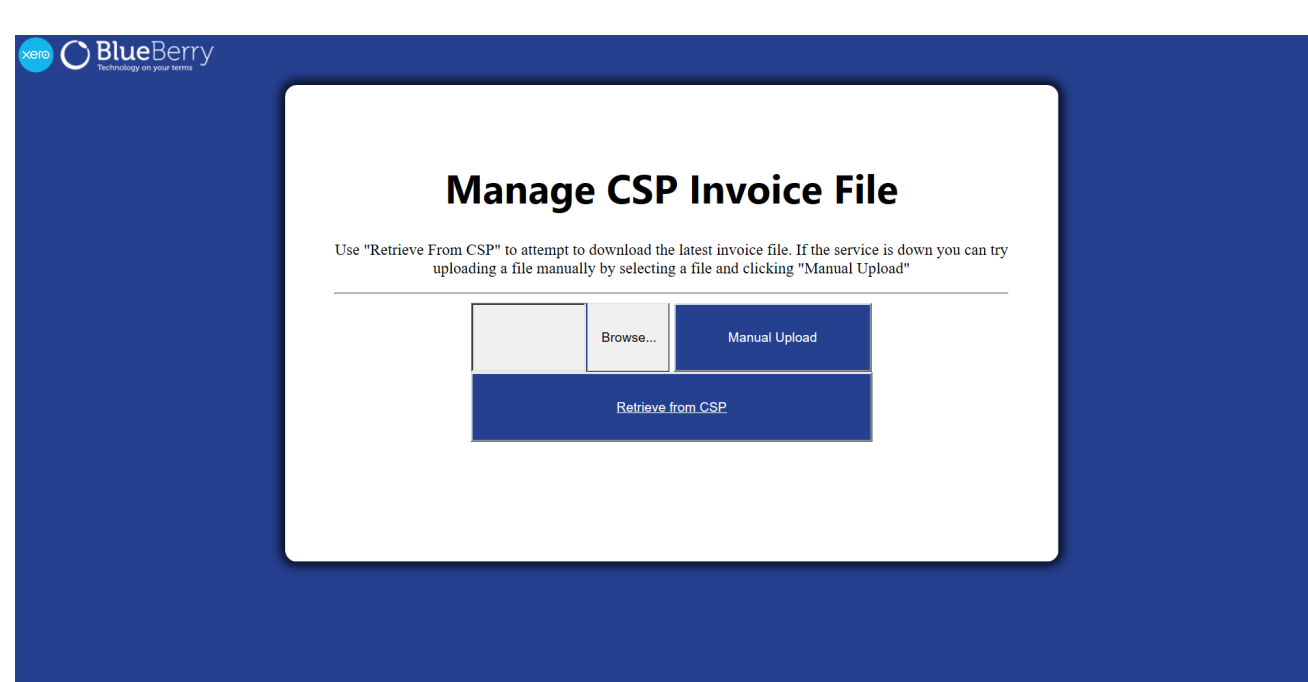 xero BlueBerry
Technology on your terms
Manage CSP Invoice File
Use "Retrieve From CSP" to attempt to download the latest invoice file. If the service is down you can try
uploading a file manually by selecting a file and clicking "Manual Upload"
Browse... Manual Upload
Retrieve from CSP